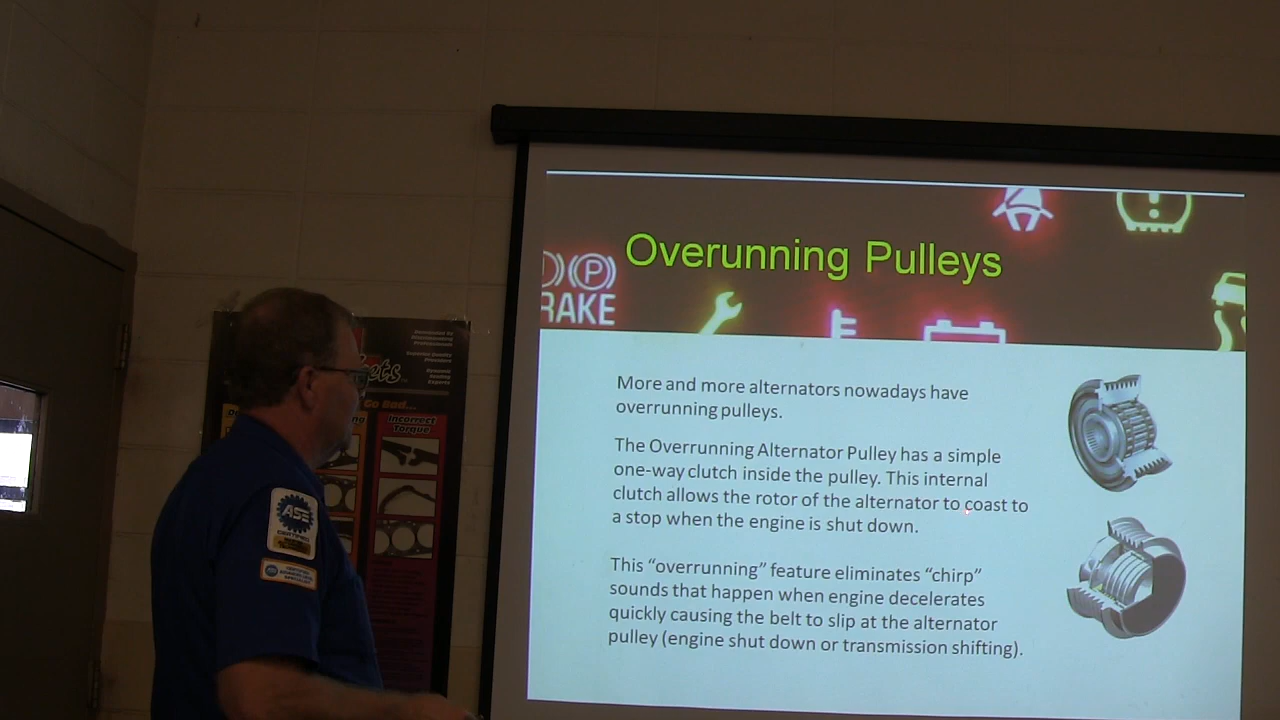 Overunning Pulleys
(P)
BRAKE
More and more alternators nowadays have
overrunning pulleys.
The Overrunning Alternator Pulley has a simple
one-way clutch inside the pulley. This internal
clutch allows the rotor of the alternator to coast to
a stop when the engine is shut down.
This “overrunning” feature eliminates “chirp”
sounds that happen when engine decelerates
quickly causing the belt to slip at the alternator
pulley (engine shut down or transmission shifting).
Go Bad...
Incorrect
Torque
ASE
CERTIFIED